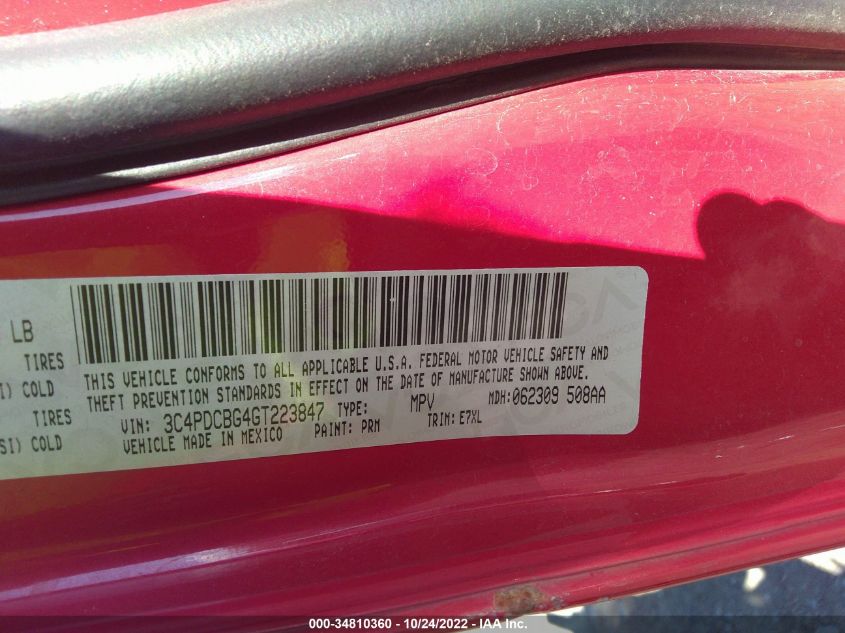 LB
TIRES
I) COLD
TIRES
SI) COLD
THIS VEHICLE CONFORMS TO ALL APPLICABLE U.S.A. FEDERAL MOTOR VEHICLE SAFETY AND
THEFT PREVENTION STANDARDS IN EFFECT ON THE DATE OF MANUFACTURE SHOWN ABOVE.
VIN: 3C4PDCBG4GT223847 TYPE: MPV MDH:062309 508AA
VEHICLE MADE IN MEXICO PAINT: PRM TRIM: E7XL
000-34810360 - 10/24/2022 - IAA Inc.